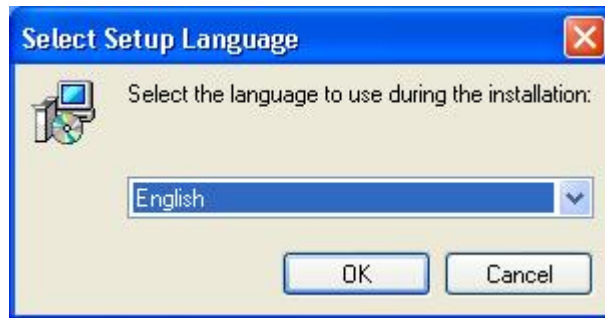 Select Setup Language
Select the language to use during the installation:
English
OK
Cancel